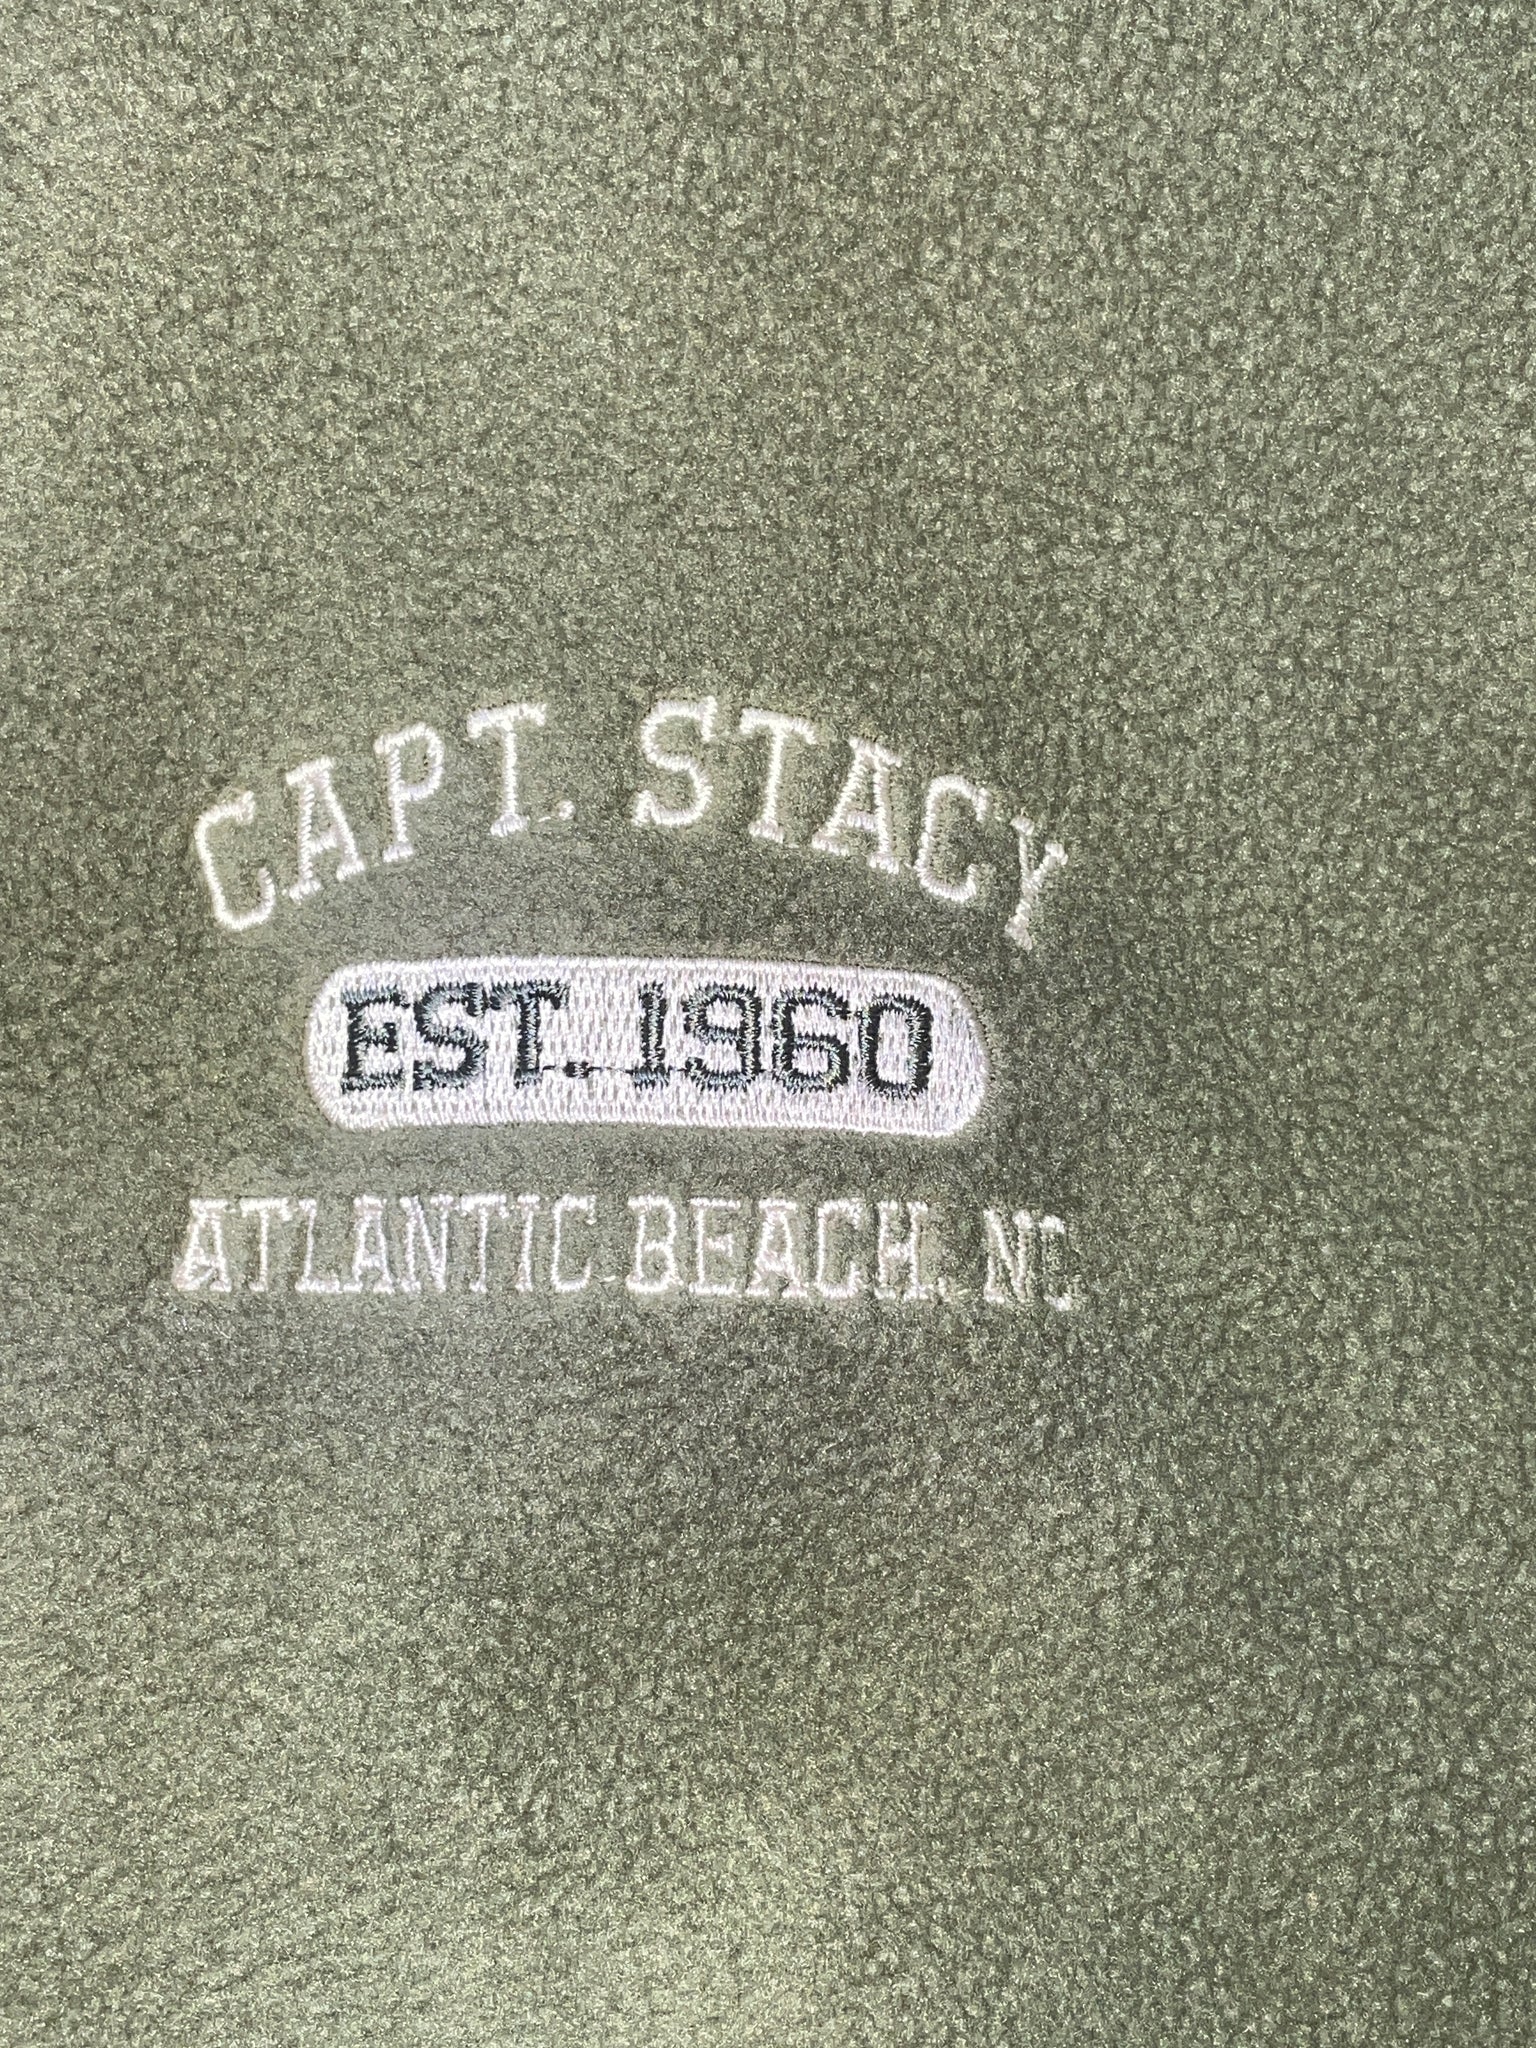 CAPT. STACY
EST. 1960
ATLANTIC BEACH, NC